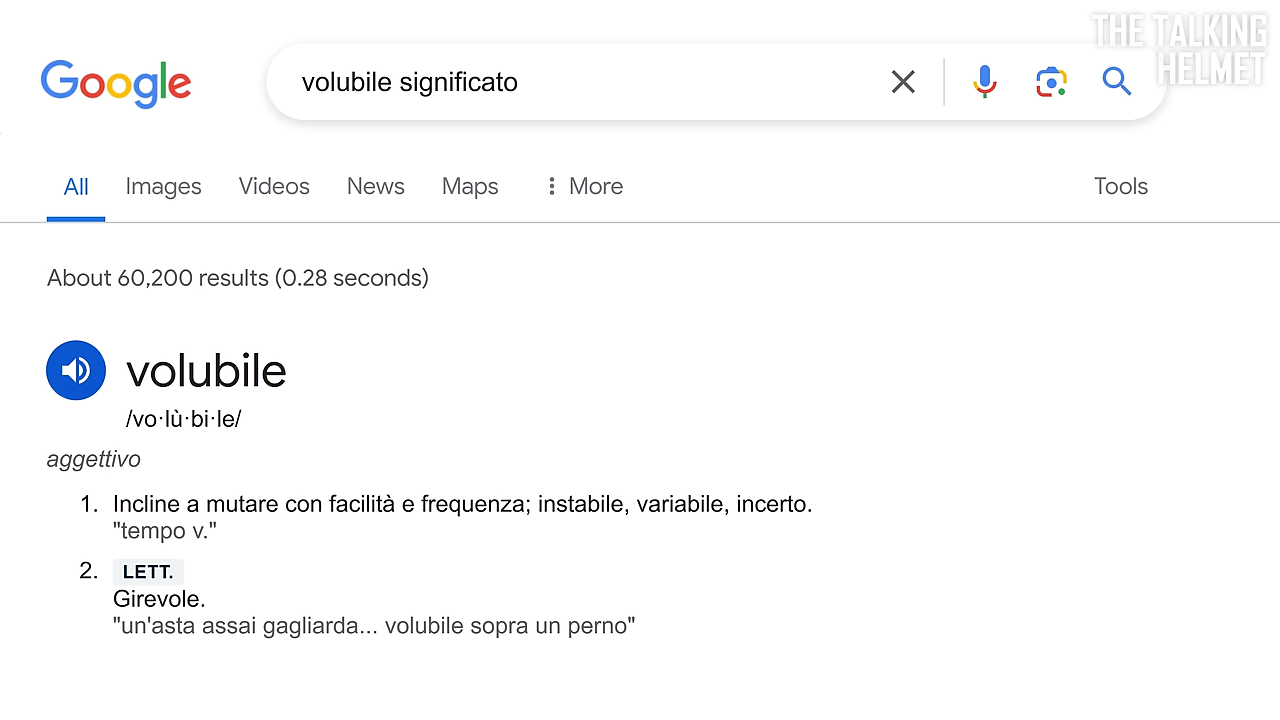 THE TALKING
HELMET
Google
volubile significato
All Images Videos News Maps More Tools
About 60,200 results (0.28 seconds)
volubile
/vo·lù·bi·le/
aggettivo
1. Incline a mutare con facilità e frequenza; instabile, variabile, incerto.
"tempo v."
2. LETT.
Girevole.
"un'asta assai gagliarda... volubile sopra un perno"